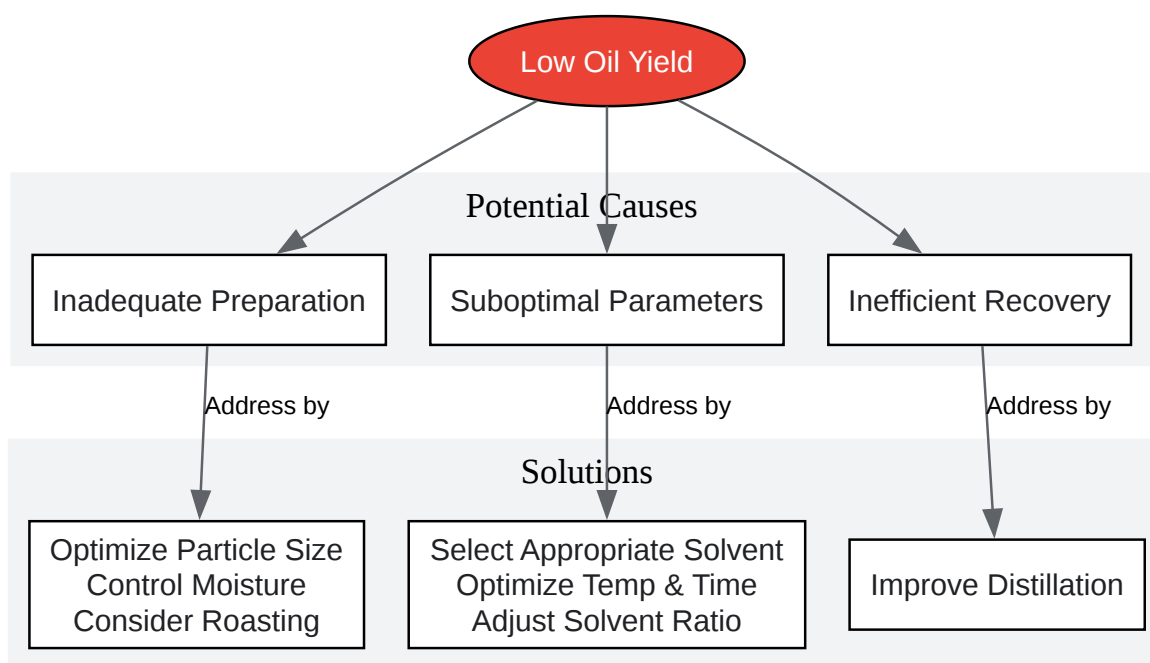 Low Oil Yield
Potential Causes
Inadequate Preparation
Suboptimal Parameters
Inefficient Recovery
Address by
Address by
Address by
Solutions
Optimize Particle Size
Control Moisture
Consider Roasting
Select Appropriate Solvent
Optimize Temp & Time
Adjust Solvent Ratio
Improve Distillation